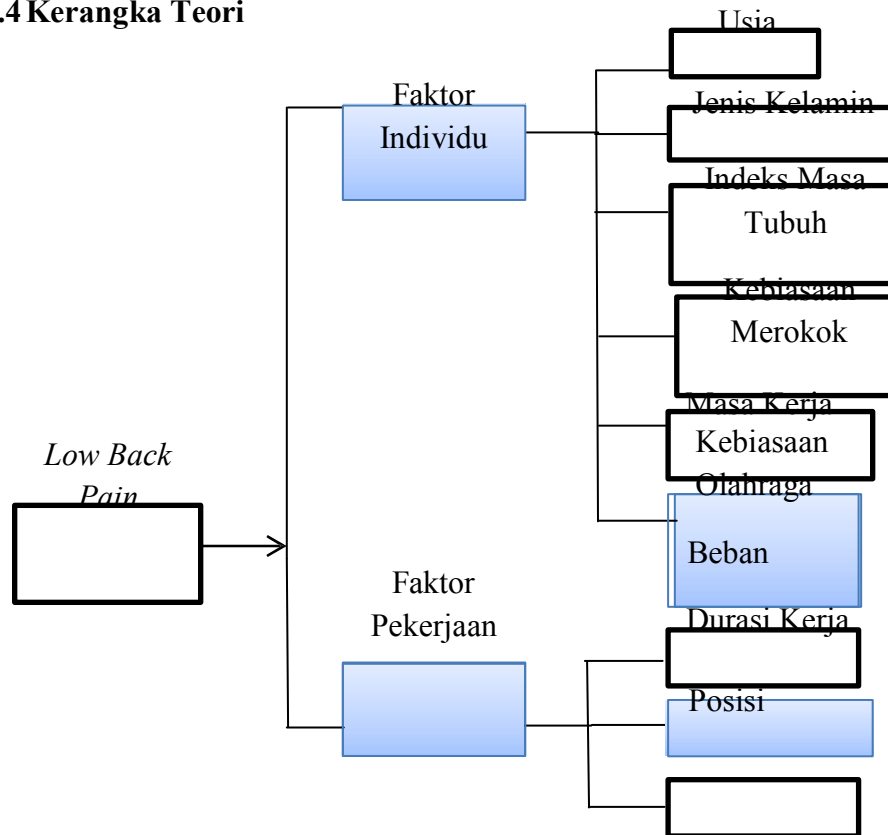 .4 Kerangka Teori
Usia
Faktor
Individu
Jenis Kelamin
Indeks Masa
Tubuh
Kebiasaan
Merokok
Masa Kerja
Kebiasaan
Olahraga
Low Back
Pain
Beban
Faktor
Pekerjaan
Durasi Kerja
Posisi